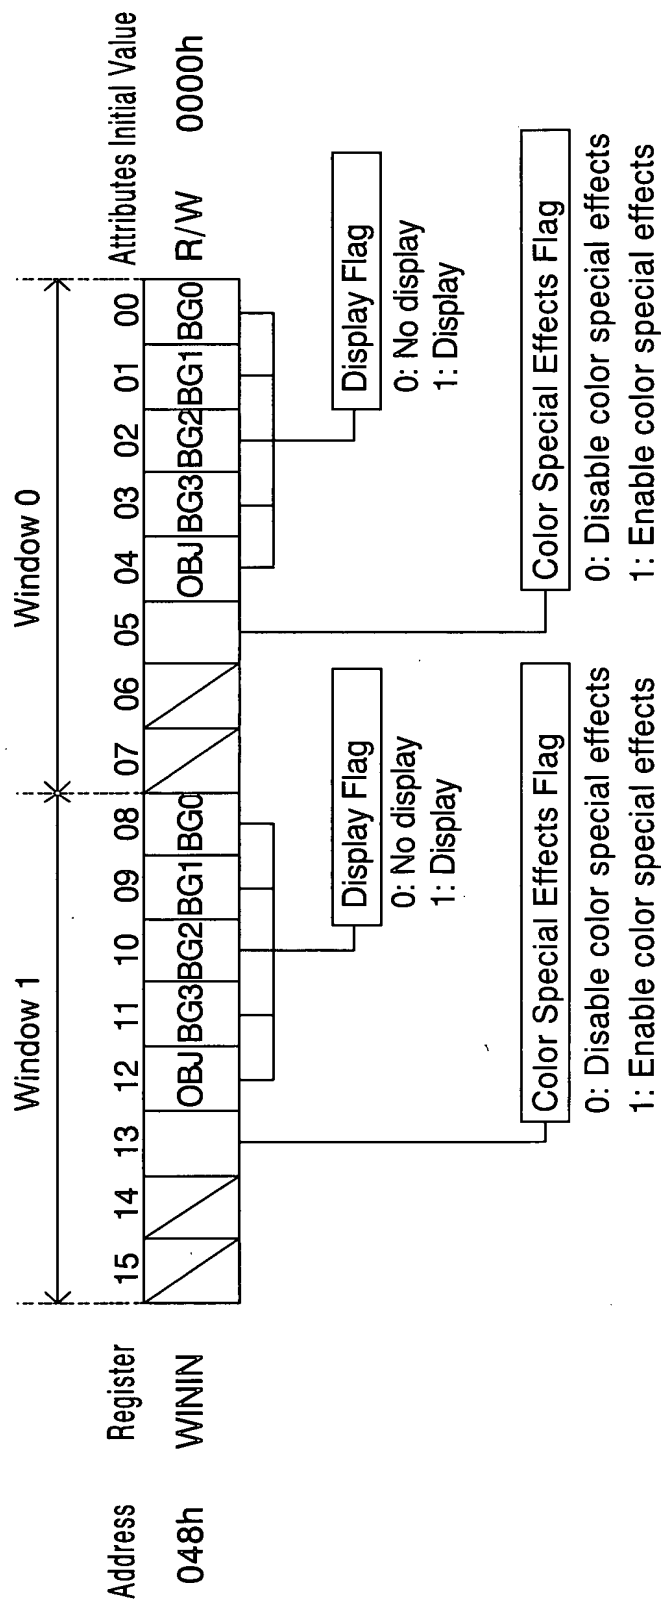 Window 1 Window 0
Address Register 15 14 13 12 11 10 09 08 07 06 05 04 03 02 01 00 Attributes Initial Value
048h WININ OBJ BG3 BG2 BG1 BG0 OBJ BG3 BG2 BG1 BG0 R/W 0000h
Display Flag
0: No display
1: Display
Display Flag
0: No display
1: Display
Color Special Effects Flag
0: Disable color special effects
1: Enable color special effects
Color Special Effects Flag
0: Disable color special effects
1: Enable color special effects